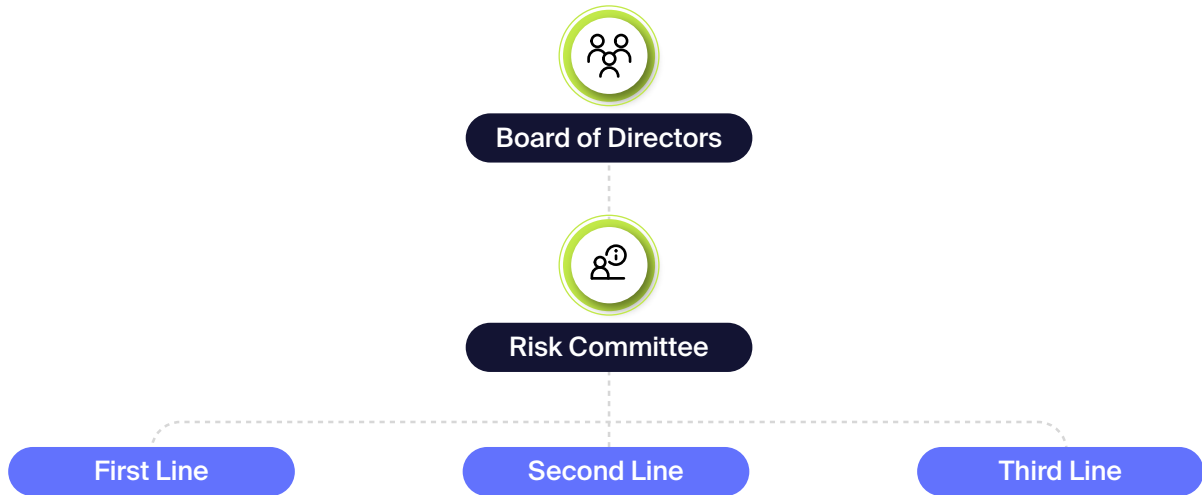 Board of Directors
Risk Committee
First Line
Second Line
Third Line